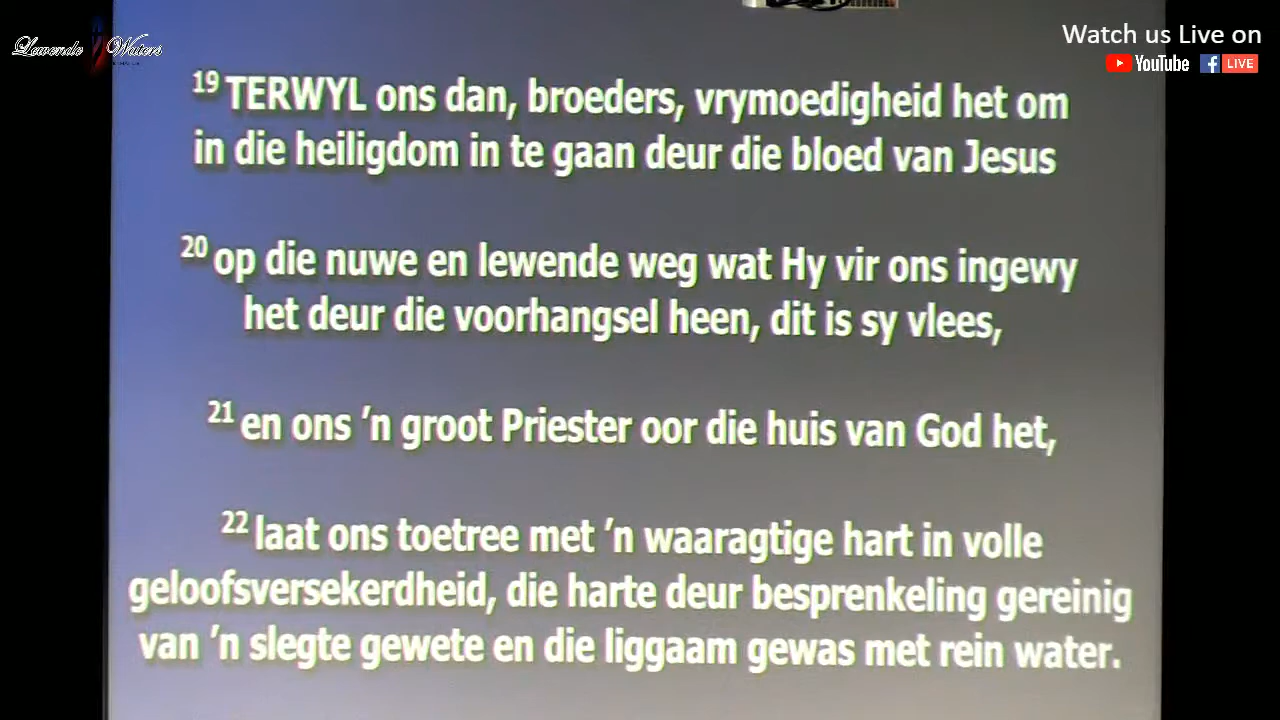 Lewende Waters
Watch us Live on
YouTube LIVE
19 TERWYL ons dan, broeders, vrymoedigheid het om
in die heiligdom in te gaan deur die bloed van Jesus
20 op die nuwe en lewende weg wat Hy vir ons ingewy
het deur die voorhangsel heen, dit is sy vlees,
21 en ons ’n groot Priester oor die huis van God het,
22 laat ons toetree met ’n waaragtige hart in volle
geloofsversekerdheid, die harte deur besprenkeling gereinig
van ’n slegte gewete en die liggaam gewas met rein water.